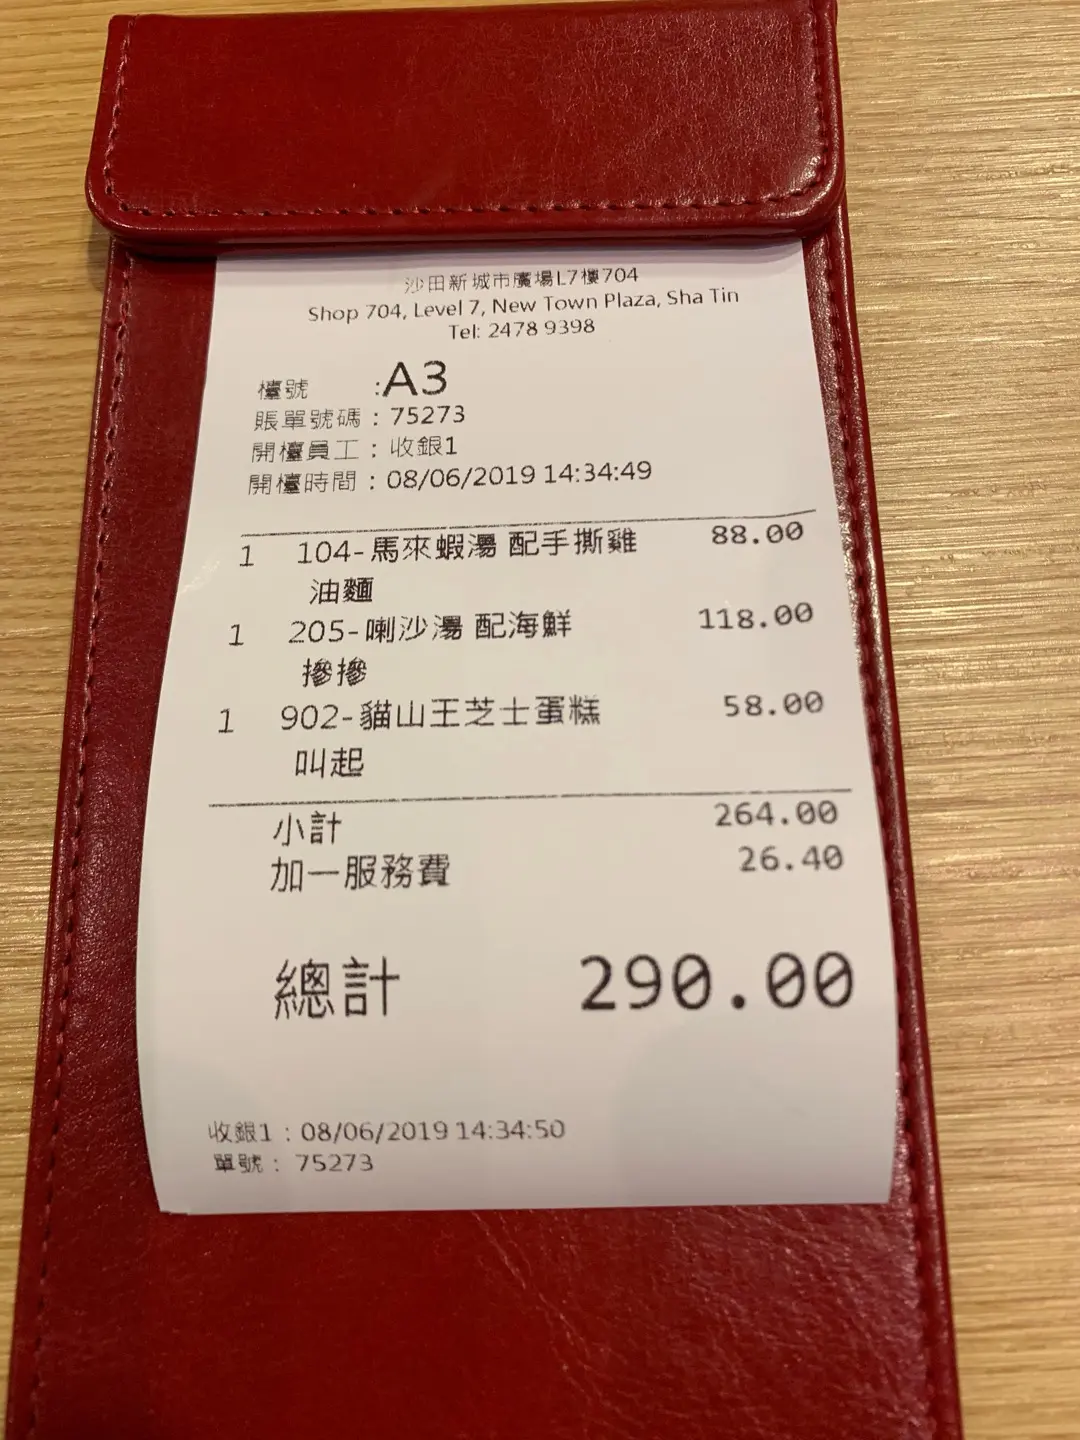 沙田新城市廣場L7樓704
Shop 704, Level 7, New Town Plaza, Sha Tin
Tel: 2478 9398
檯號 :A3
賬單號碼 : 75273
開檯員工 : 收銀1
開檯時間 : 08/06/2019 14:34:49
1 104-馬來蝦湯 配手撕雞 88.00
油麵
1 205-喇沙湯 配海鮮 118.00
摻摻
1 902-貓山王芝士蛋糕 58.00
叫起
小計 264.00
加一服務費 26.40
總計 290.00
收銀1 : 08/06/2019 14:34:50
單號 : 75273